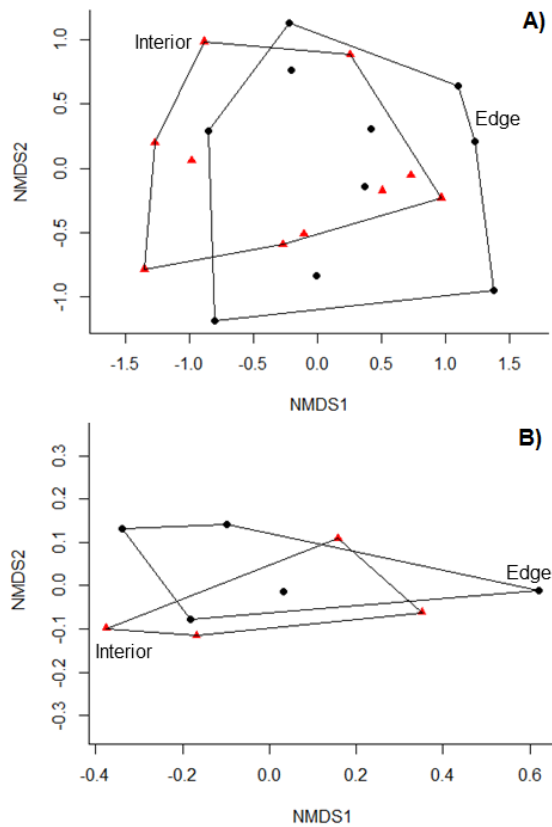 A)
Interior
Edge
NMDS2
1.0
0.5
0.0
-0.5
-1.0
-1.5 -1.0 -0.5 0.0 0.5 1.0 1.5
NMDS1
B)
NMDS2
0.3
0.2
0.1
0.0
-0.1
-0.2
-0.3
Edge
Interior
-0.4 -0.2 0.0 0.2 0.4 0.6
NMDS1